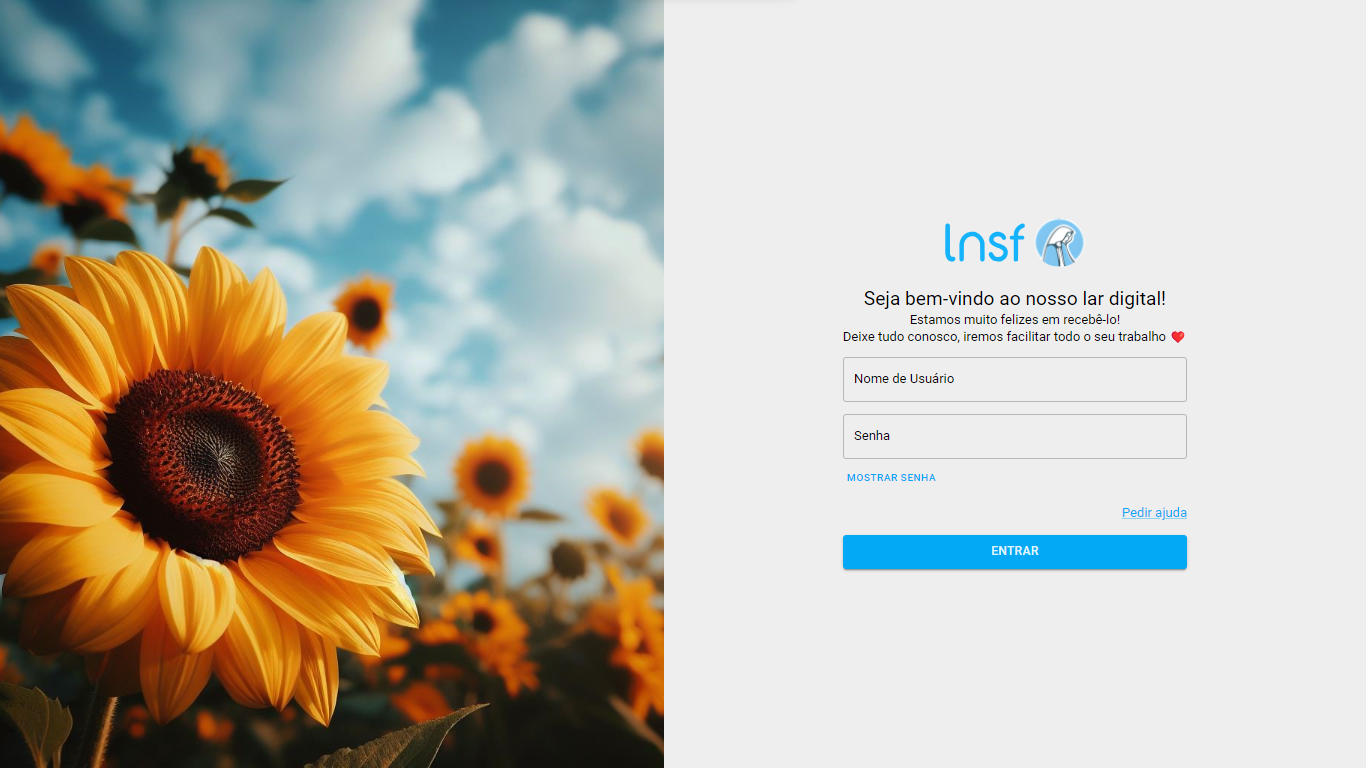 lnsf
Seja bem-vindo ao nosso lar digital!
Estamos muito felizes em recebê-lo!
Deixe tudo conosco, iremos facilitar todo o seu trabalho ❤️
Nome de Usuário
Senha
MOSTRAR SENHA
Pedir ajuda
ENTRAR